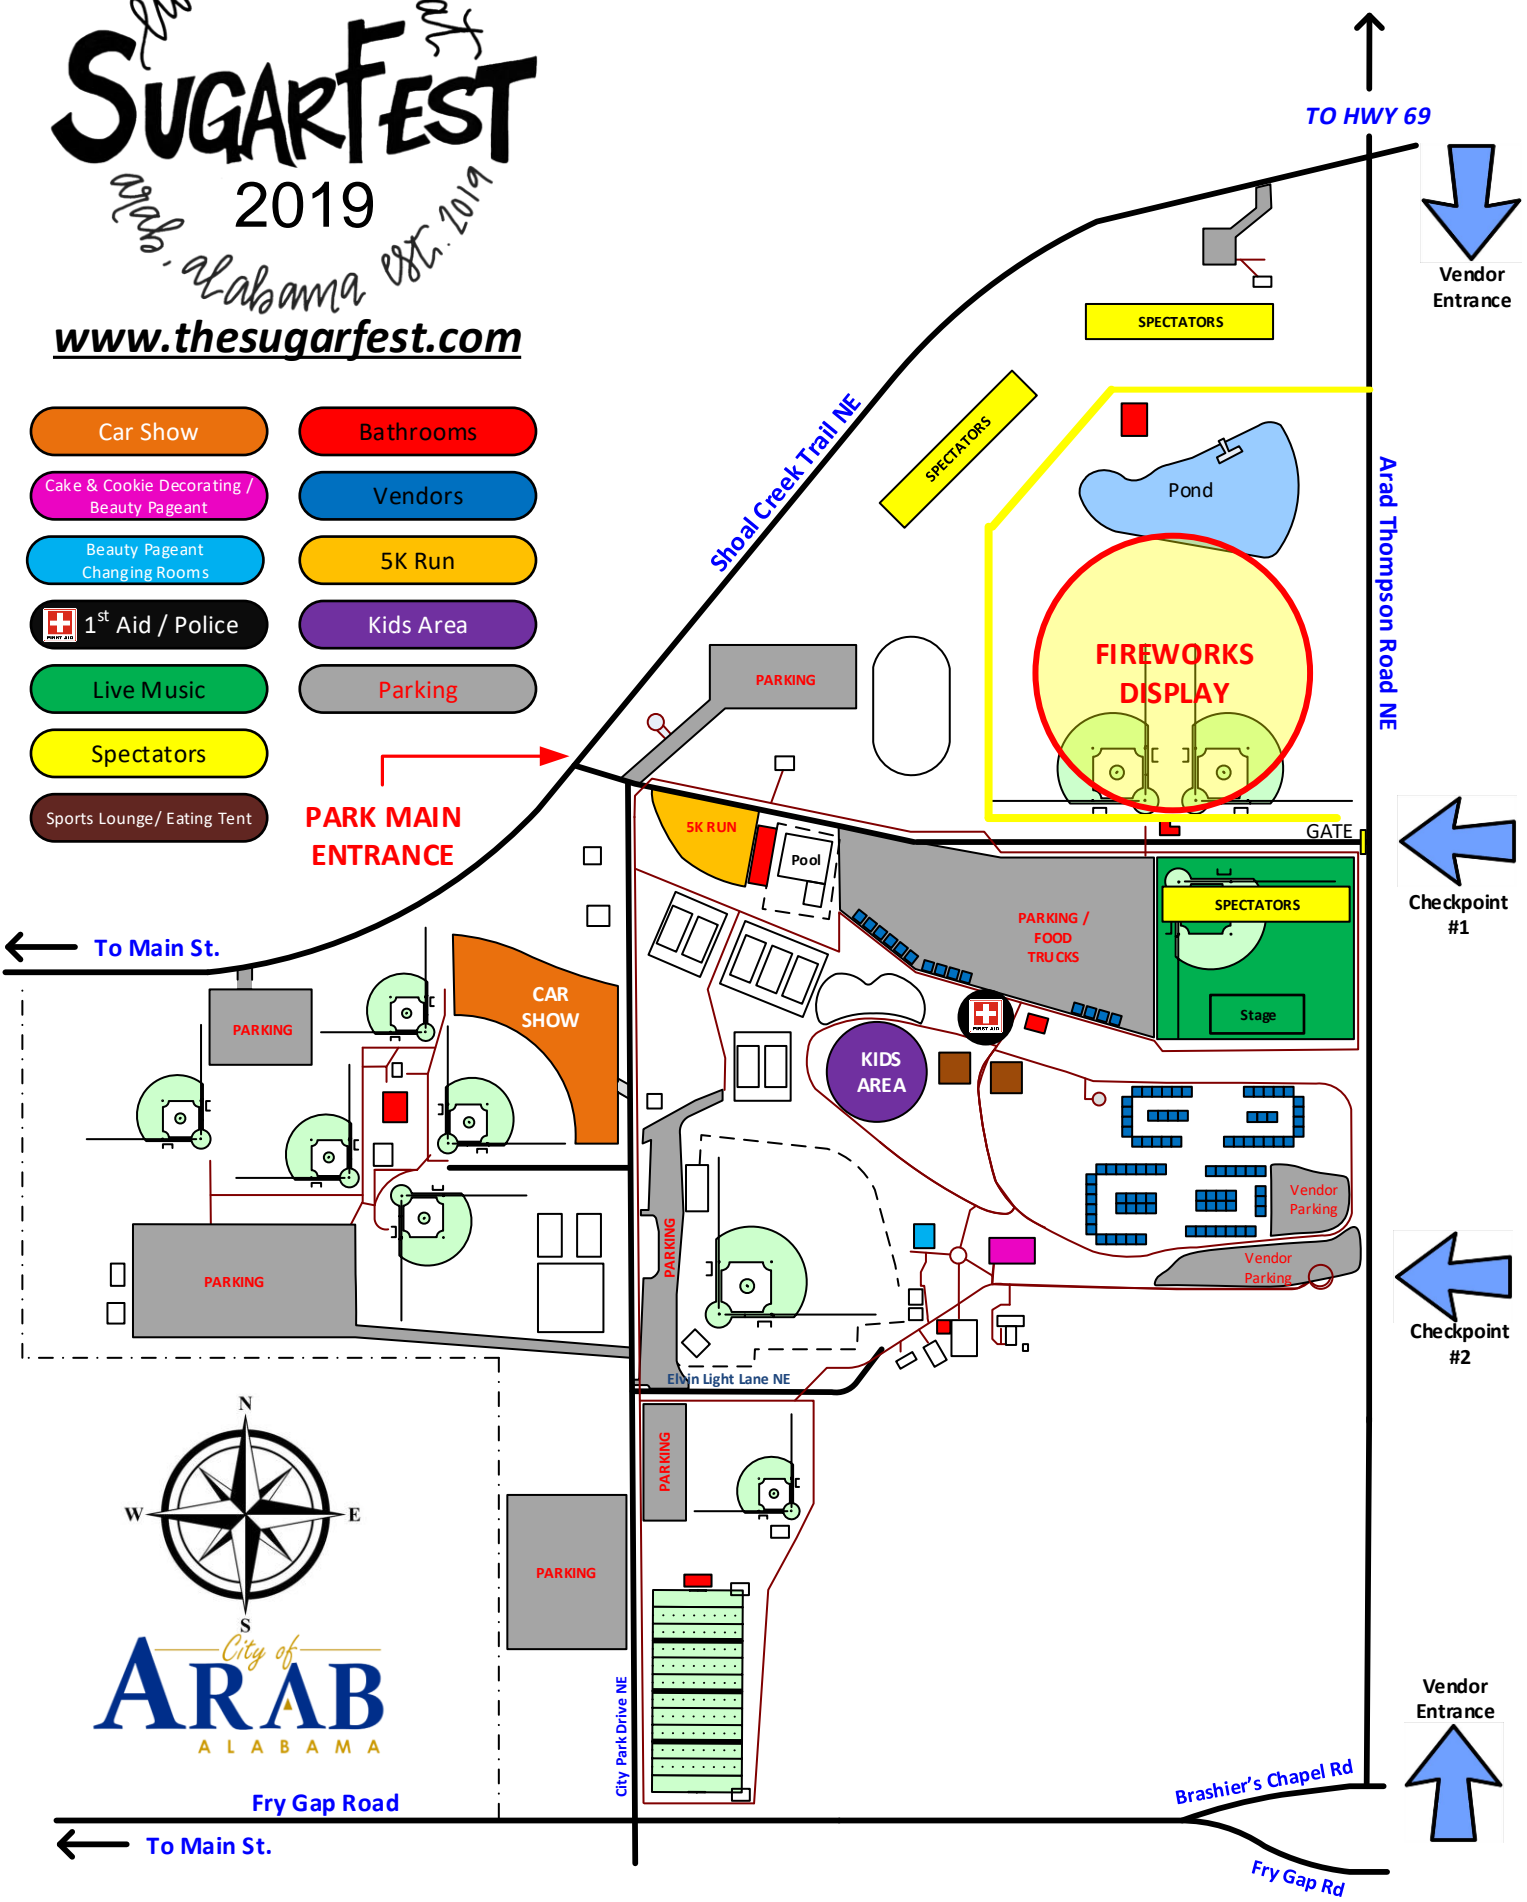 SUGARFEST
2019
arab, alabama est. 2019
www.thesugarfest.com
Car Show
Bathrooms
Cake & Cookie Decorating /
Beauty Pageant
Vendors
Beauty Pageant
Changing Rooms
5K Run
FIRST AID
1st Aid / Police
Kids Area
Live Music
Parking
Spectators
Sports Lounge/ Eating Tent
PARK MAIN
ENTRANCE
TO HWY 69
Vendor
Entrance
SPECTATORS
SPECTATORS
Shoal Creek Trail NE
Pond
Arad Thompson Road NE
FIREWORKS
DISPLAY
PARKING
GATE
5K RUN
Pool
Checkpoint
#1
PARKING /
FOOD
TRUCKS
SPECTATORS
Stage
To Main St.
CAR
SHOW
PARKING
FIRST AID
KIDS
AREA
Vendor
Parking
Vendor
Parking
PARKING
PARKING
Checkpoint
#2
Elvin Light Lane NE
PARKING
PARKING
N
W
E
S
City of
ARAB
ALABAMA
City Park Drive NE
Vendor
Entrance
Brashier's Chapel Rd
Fry Gap Road
To Main St.
Fry Gap Rd